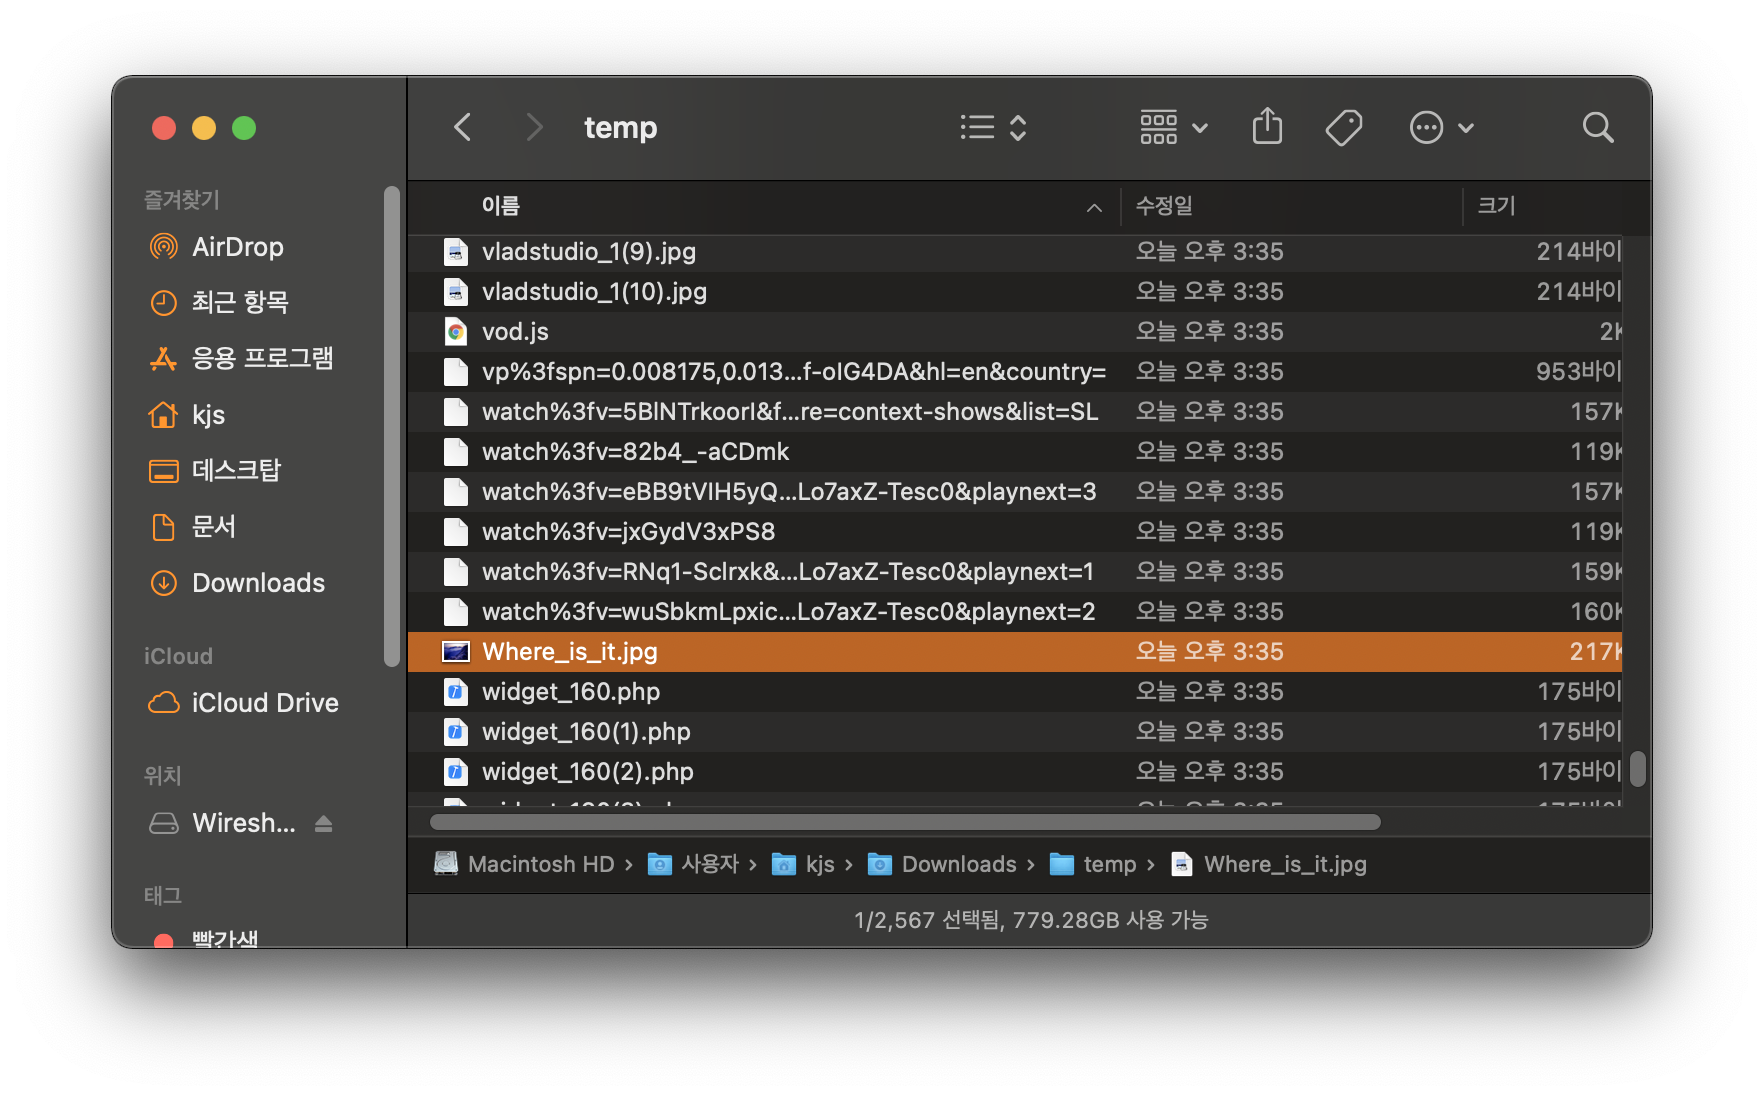 temp
즐겨찾기
AirDrop
최근 항목
응용 프로그램
kjs
데스크탑
문서
Downloads
iCloud
iCloud Drive
위치
Wiresh...
태그
빨간색
이름 수정일 크기
vladstudio_1(9).jpg 오늘 오후 3:35 214바이
vladstudio_1(10).jpg 오늘 오후 3:35 214바이
vod.js 오늘 오후 3:35 2K
vp%3fspn=0.008175,0.013...f-oIG4DA&hl=en&country= 오늘 오후 3:35 953바이
watch%3fv=5BlNTrkoorI&f...re=context-shows&list=SL 오늘 오후 3:35 157K
watch%3fv=82b4_-aCDmk 오늘 오후 3:35 119K
watch%3fv=eBB9tVIH5yQ...Lo7axZ-Tesc0&playnext=3 오늘 오후 3:35 157K
watch%3fv=jxGydV3xPS8 오늘 오후 3:35 119K
watch%3fv=RNq1-Sclrxk&...Lo7axZ-Tesc0&playnext=1 오늘 오후 3:35 159K
watch%3fv=wuSbkmLpxic...Lo7axZ-Tesc0&playnext=2 오늘 오후 3:35 160K
Where_is_it.jpg 오늘 오후 3:35 217K
widget_160.php 오늘 오후 3:35 175바이
widget_160(1).php 오늘 오후 3:35 175바이
widget_160(2).php 오늘 오후 3:35 175바이
Macintosh HD › 사용자 › kjs › Downloads › temp › Where_is_it.jpg
1/2,567 선택됨, 779.28GB 사용 가능